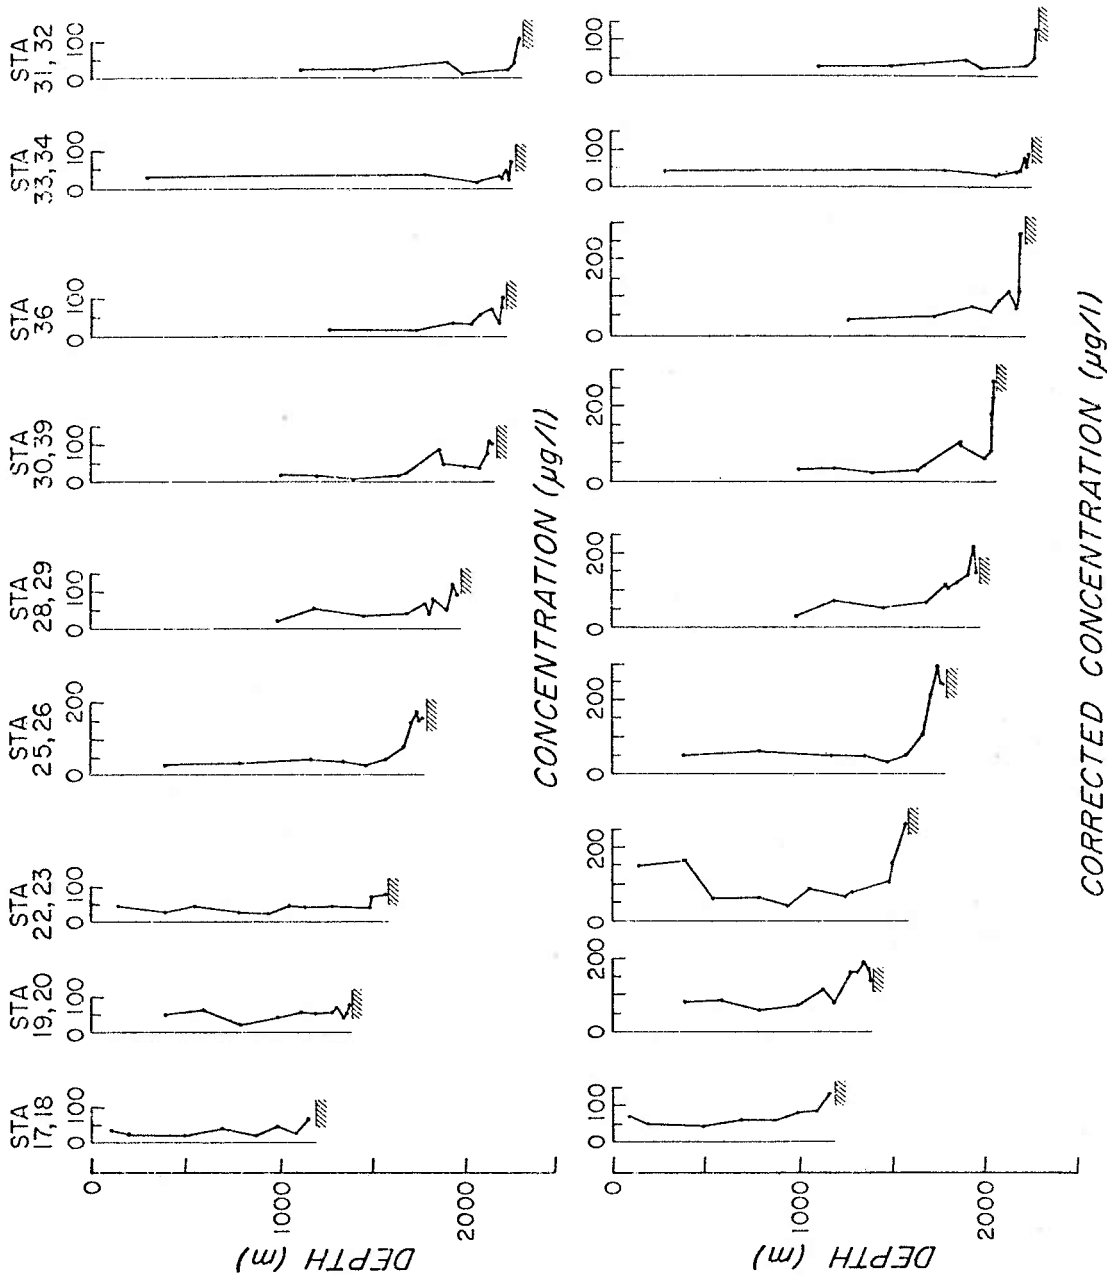 STA 17,18
STA 19,20
STA 22,23
STA 25,26
STA 28,29
STA 30,39
STA 36
STA 33,34
STA 31,32
0 100
0 100
0 100
0 200
0 100
0 100
0 100
0 100
0 100
0
1000
2000
DEPTH (m)
CONCENTRATION (µg/l)
0 100
0 200
0 200
0 200
0 200
0 200
0 200
0 100
0 100
0
1000
2000
DEPTH (m)
CORRECTED CONCENTRATION (µg/l)